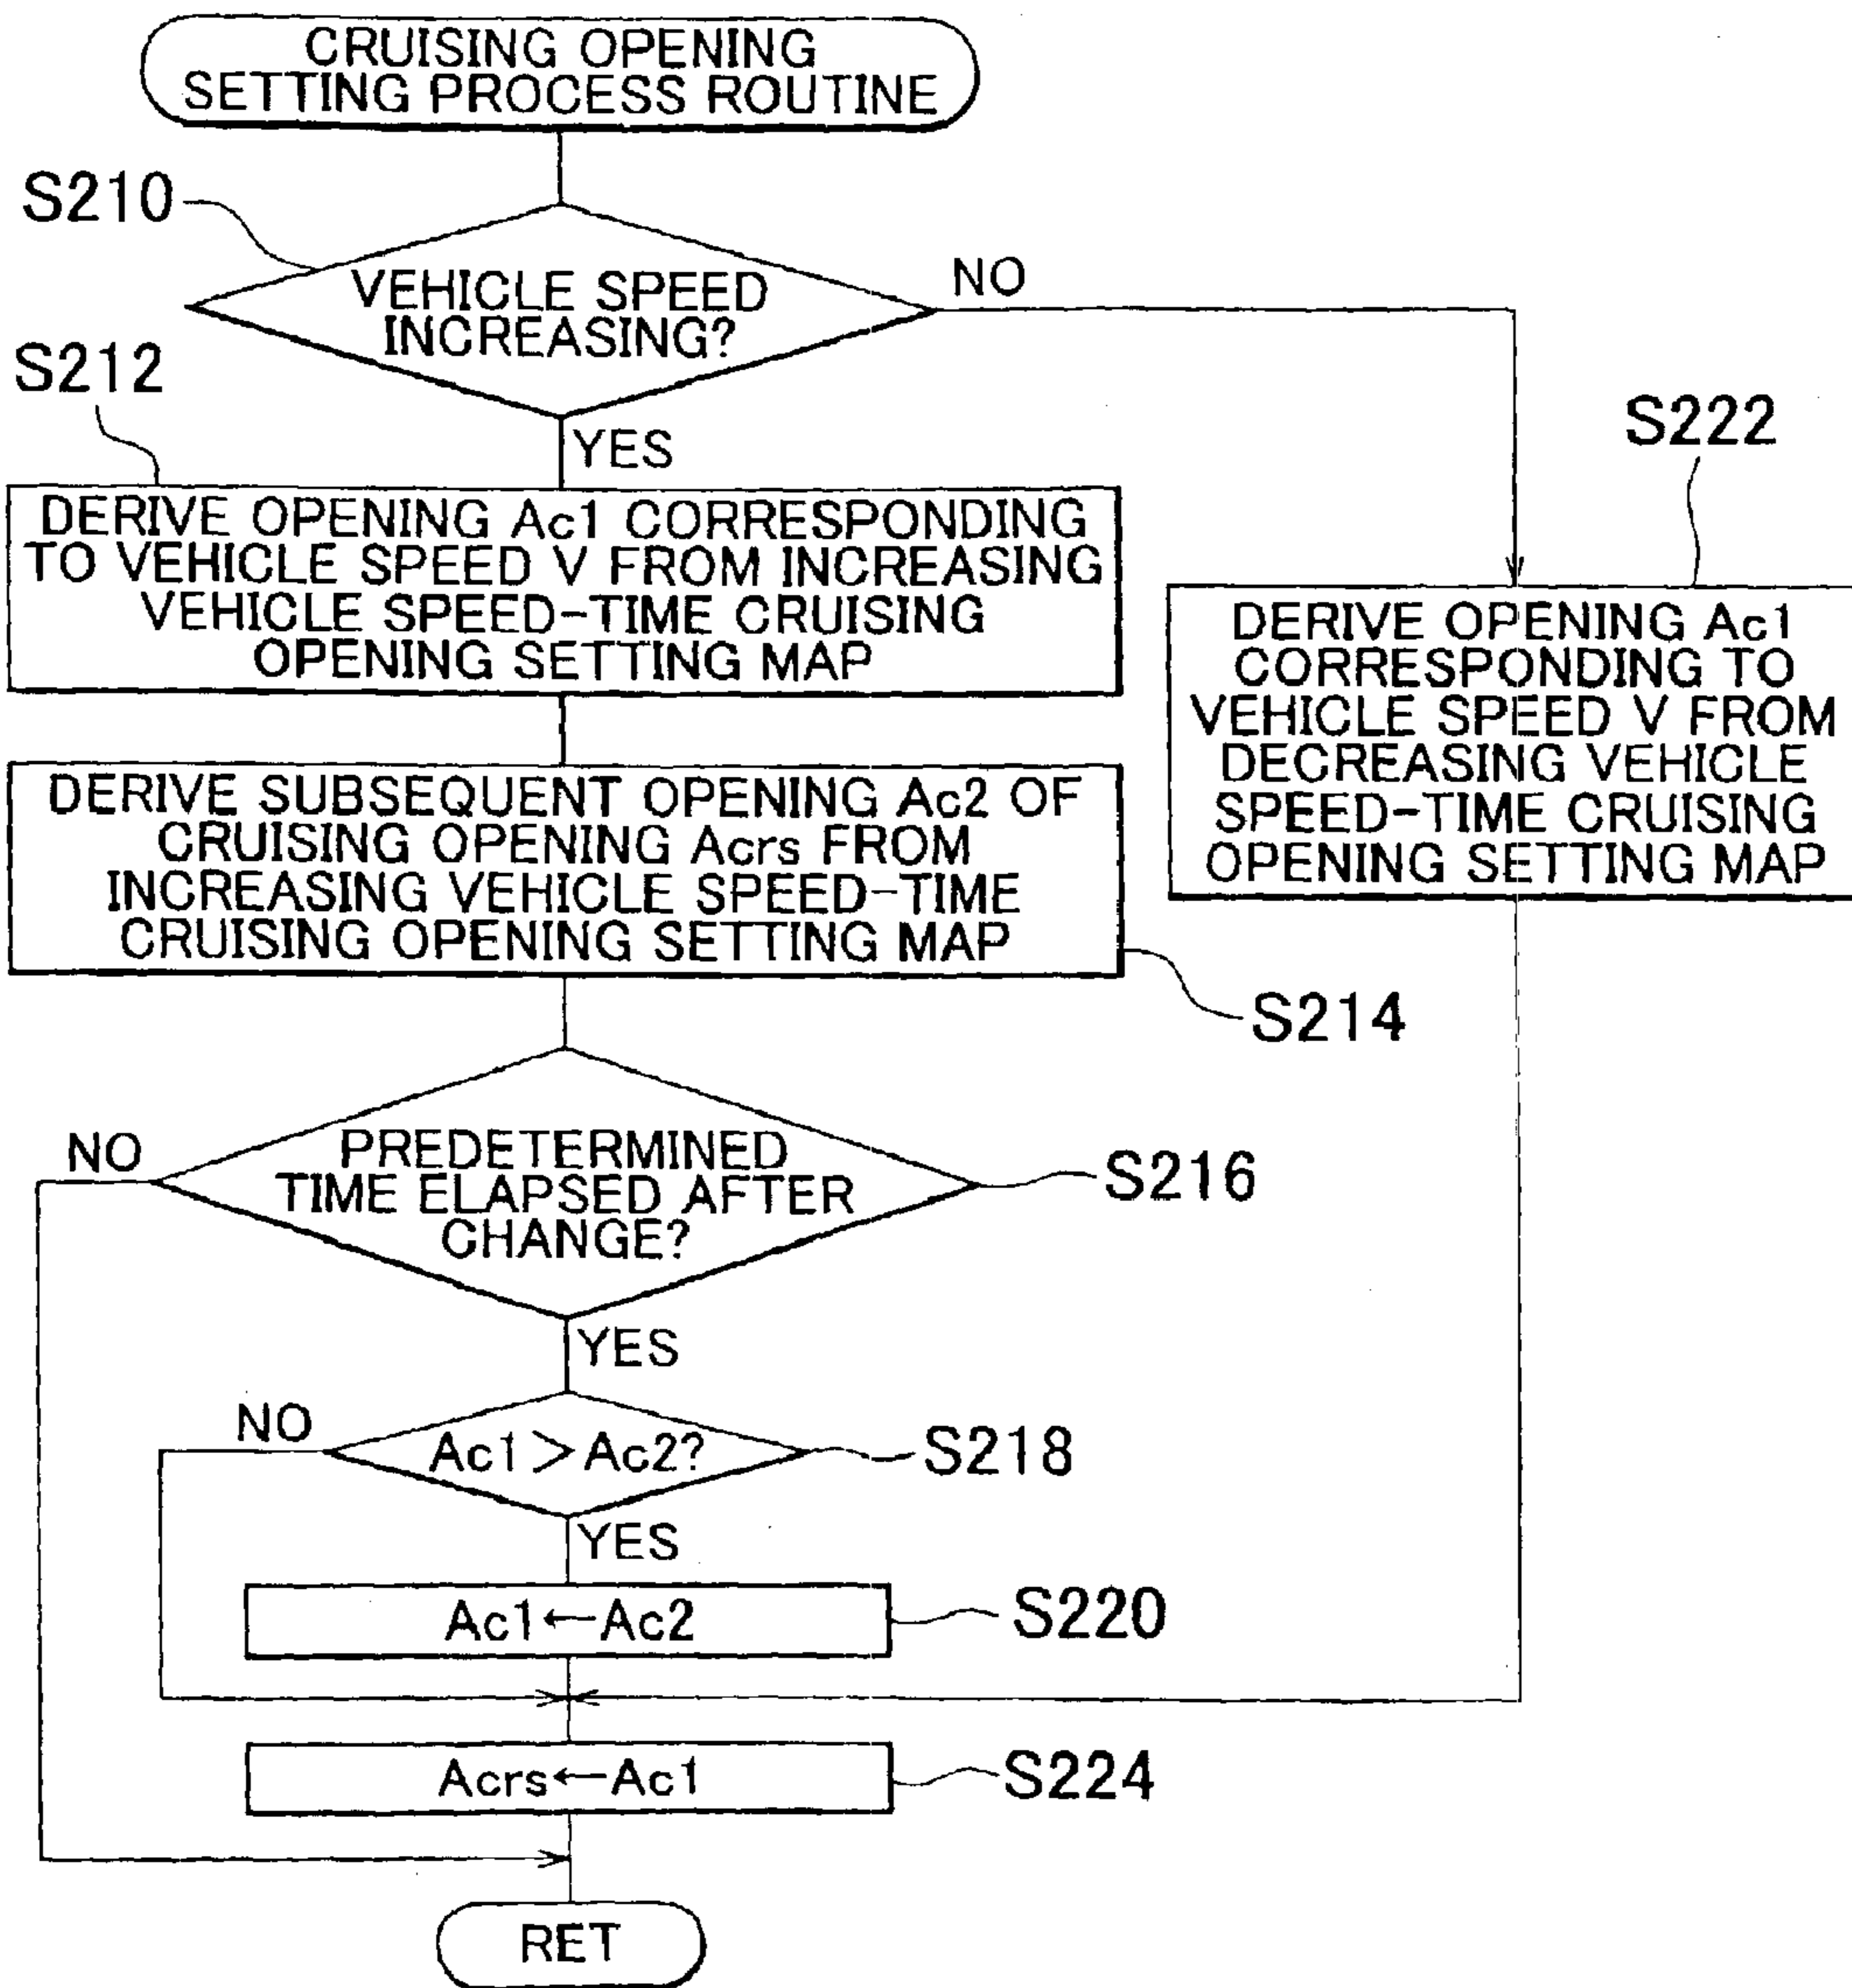 CRUISING OPENING
SETTING PROCESS ROUTINE
S210
VEHICLE SPEED
INCREASING?
NO
S212
YES
S222
DERIVE OPENING Ac1 CORRESPONDING
TO VEHICLE SPEED V FROM INCREASING
VEHICLE SPEED-TIME CRUISING
OPENING SETTING MAP
DERIVE OPENING Ac1
CORRESPONDING TO
VEHICLE SPEED V FROM
DECREASING VEHICLE
SPEED-TIME CRUISING
OPENING SETTING MAP
DERIVE SUBSEQUENT OPENING Ac2 OF
CRUISING OPENING Acrs FROM
INCREASING VEHICLE SPEED-TIME
CRUISING OPENING SETTING MAP
S214
NO
PREDETERMINED
TIME ELAPSED AFTER
CHANGE?
S216
YES
NO
Ac1>Ac2?
S218
YES
Ac1←Ac2
S220
Acrs←Ac1
S224
RET